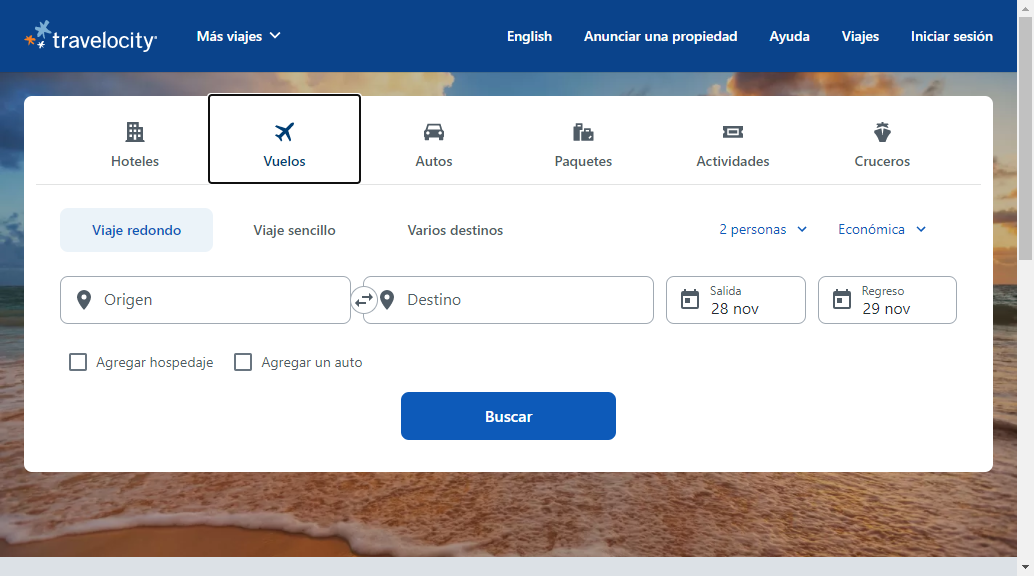 travelocity
Más viajes
English
Anunciar una propiedad
Ayuda
Viajes
Iniciar sesión
Hoteles
Vuelos
Autos
Paquetes
Actividades
Cruceros
Viaje redondo
Viaje sencillo
Varios destinos
2 personas
Económica
Origen
Destino
Salida
28 nov
Regreso
29 nov
Agregar hospedaje
Agregar un auto
Buscar